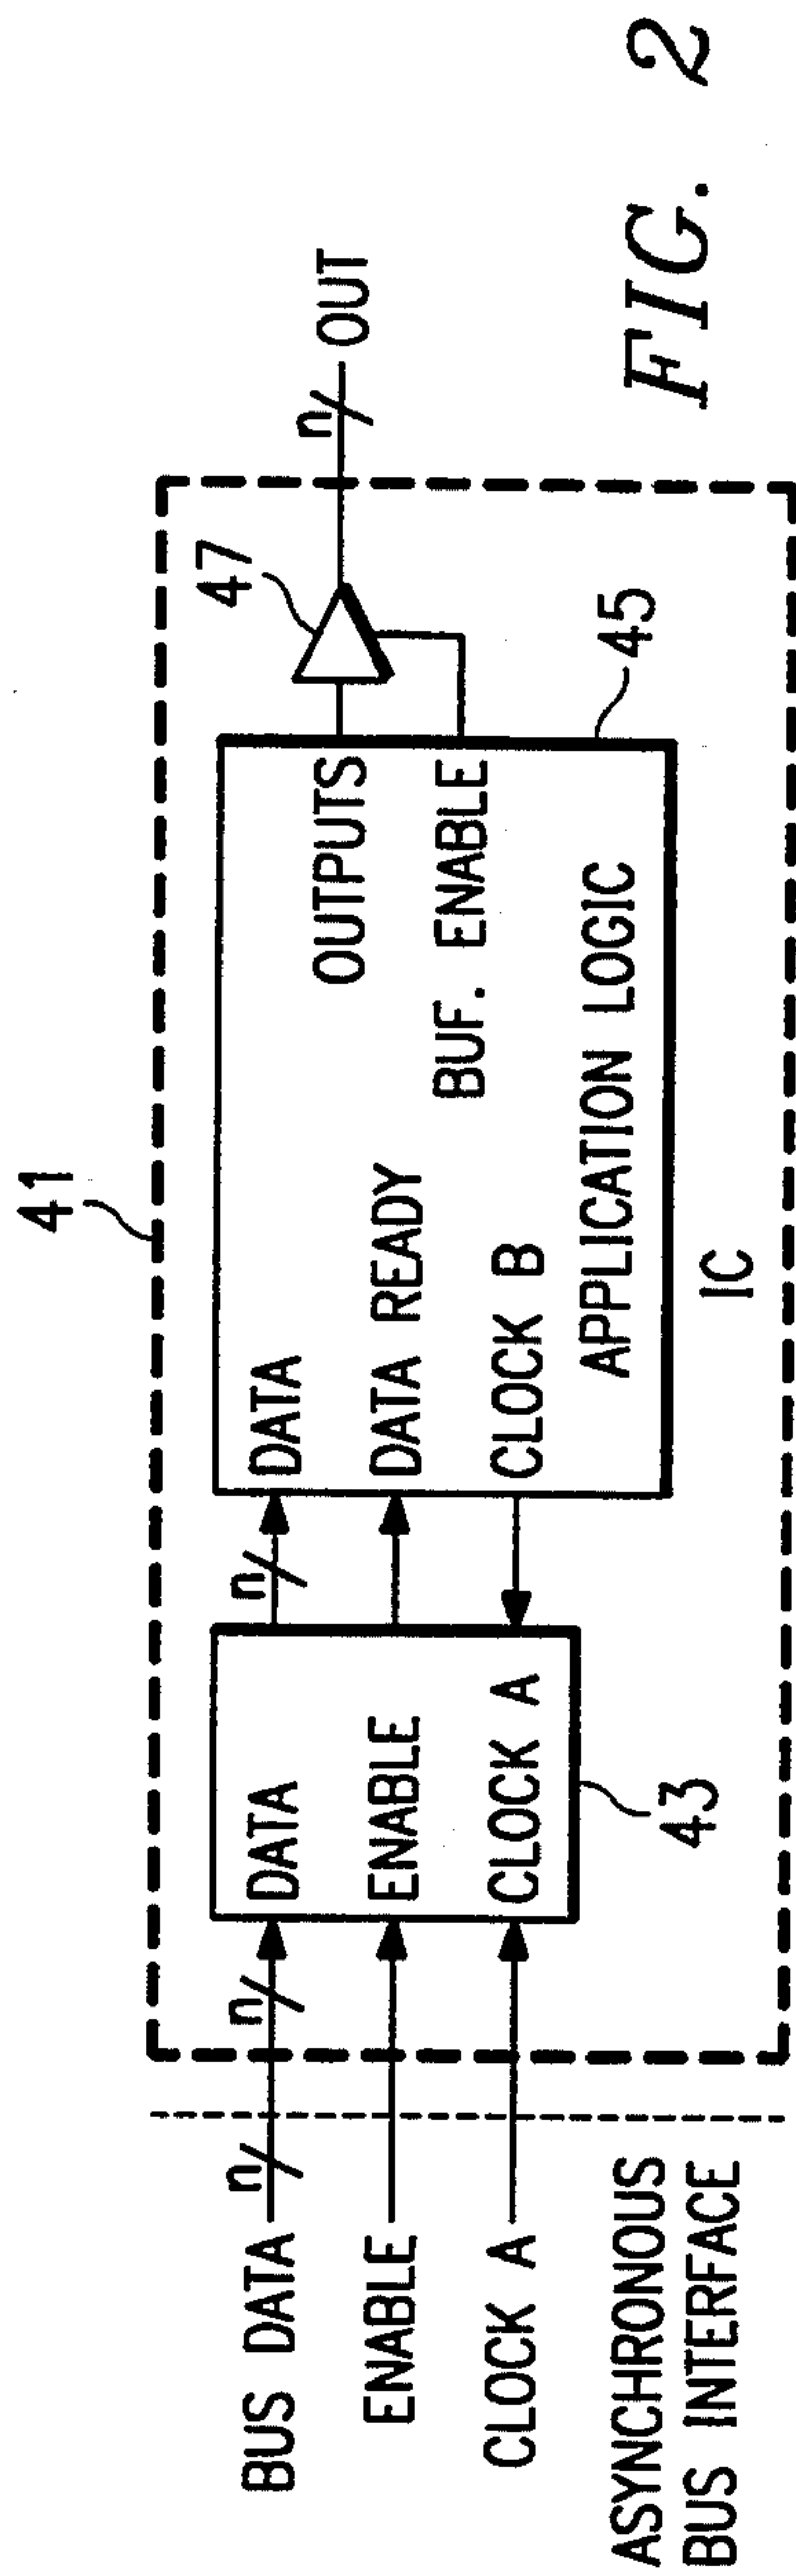 41
BUS DATA
n
n
DATA
n
DATA
OUTPUTS
47
n
OUT
ENABLE
ENABLE
DATA READY
BUF. ENABLE
CLOCK A
CLOCK A
CLOCK B
APPLICATION LOGIC
43
45
IC
ASYNCHRONOUS
BUS INTERFACE
FIG. 2